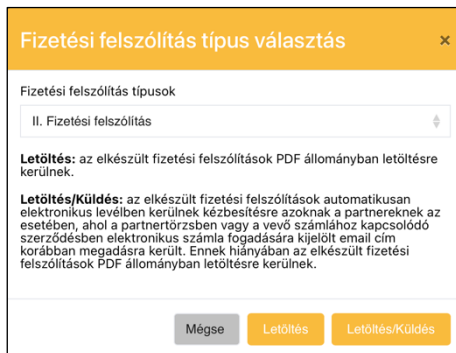 Fizetési felszólítás típus választás ×
Fizetési felszólítás típusok
II. Fizetési felszólítás
Letöltés: az elkészült fizetési felszólítások PDF állományban letöltésre
kerülnek.
Letöltés/Küldés: az elkészült fizetési felszólítások automatikusan
elektronikus levélben kerülnek kézbesítésre azoknak a partnereknek az
esetében, ahol a partnertörzsben vagy a vevő számlához kapcsolódó
szerződésben elektronikus számla fogadására kijelölt email cím
korábban megadásra került. Ennek hiányában az elkészült fizetési
felszólítások PDF állományban letöltésre kerülnek.
Mégse Letöltés Letöltés/Küldés